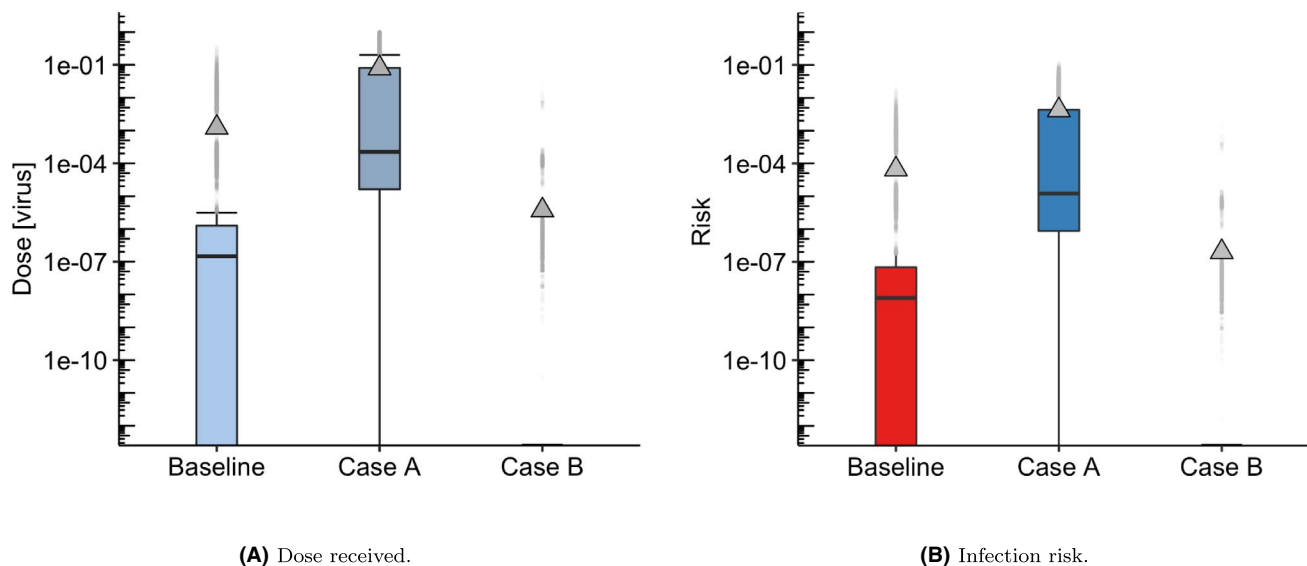 Dose [virus]
1e-01
1e-04
1e-07
1e-10
Baseline Case A Case B
(A) Dose received.
Risk
1e-01
1e-04
1e-07
1e-10
Baseline Case A Case B
(B) Infection risk.